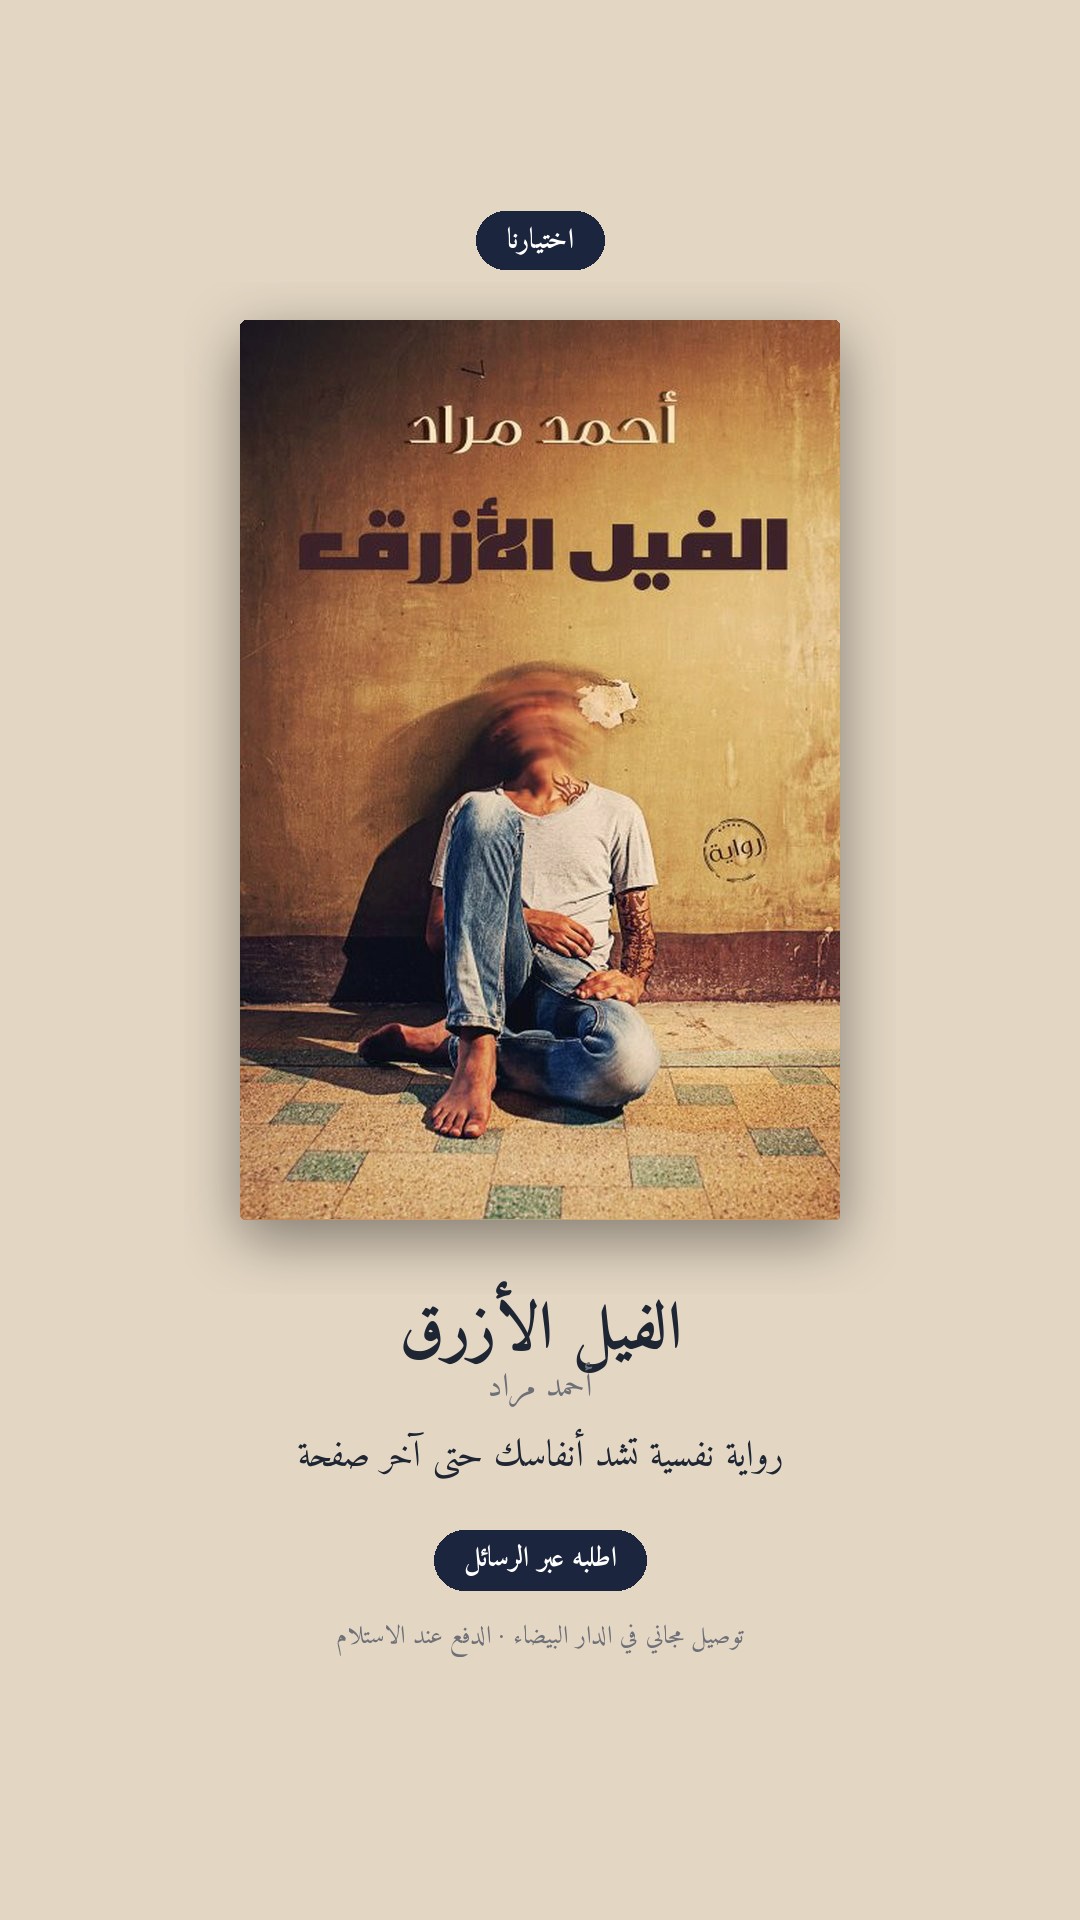 اختيارنا
أحمد مراد
الفيل الأزرق
رواية
الفيل الأزرق
أحمد مراد
رواية نفسية تشد أنفاسك حتى آخر صفحة
اطلبه عبر الرسائل
توصيل مجاني في الدار البيضاء · الدفع عند الاستلام